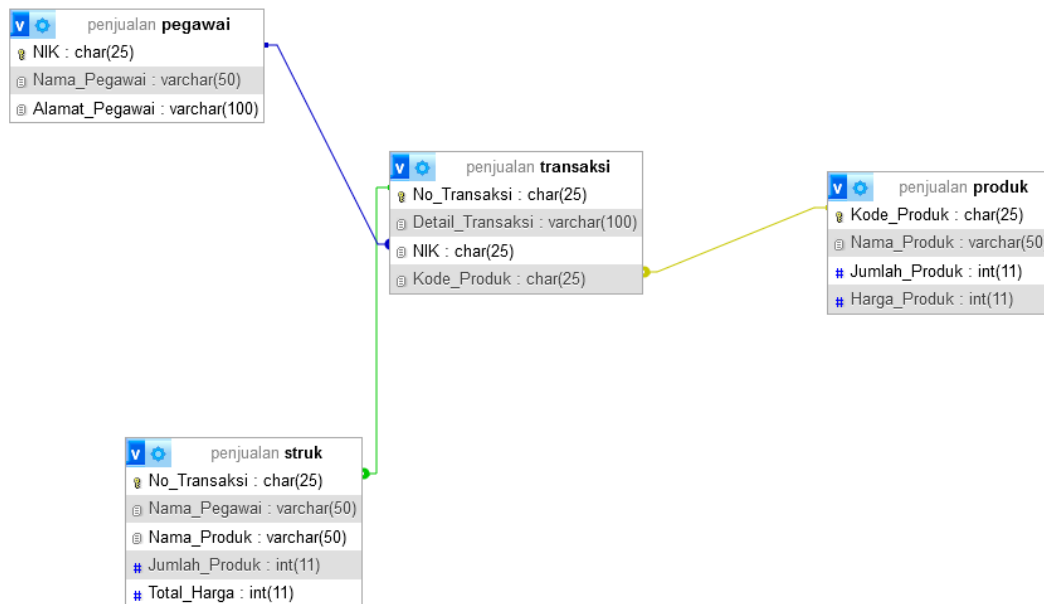 v penjualan pegawai
NIK : char(25)
Nama_Pegawai : varchar(50)
Alamat_Pegawai : varchar(100)
v penjualan transaksi
No_Transaksi : char(25)
Detail_Transaksi : varchar(100)
NIK : char(25)
Kode_Produk : char(25)
v penjualan produk
Kode_Produk : char(25)
Nama_Produk : varchar(50
# Jumlah_Produk : int(11)
# Harga_Produk : int(11)
v penjualan struk
No_Transaksi : char(25)
Nama_Pegawai : varchar(50)
Nama_Produk : varchar(50)
# Jumlah_Produk : int(11)
# Total_Harga : int(11)